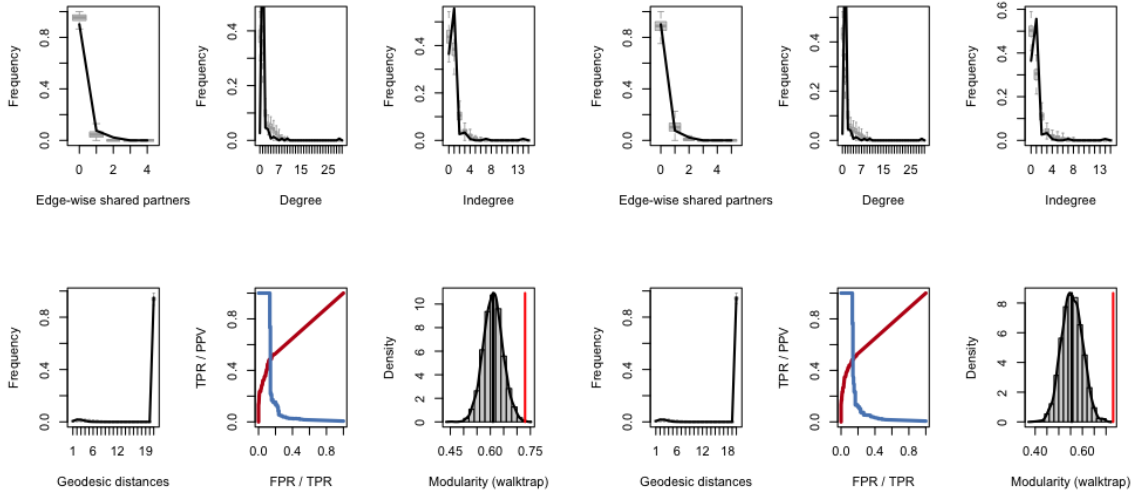 Frequency
0.0 0.4 0.8
0 2 4
Edge-wise shared partners
Frequency
0.0 0.2 0.4
0 7 15 25
Degree
Frequency
0.0 0.2 0.4
0 4 8 13
Indegree
Frequency
0.0 0.4 0.8
0 2 4
Edge-wise shared partners
Frequency
0.0 0.2 0.4
0 7 15 25
Degree
Frequency
0.0 0.2 0.4 0.6
0 4 8 13
Indegree
Frequency
0.0 0.4 0.8
1 6 12 19
Geodesic distances
TPR / PPV
0.0 0.4 0.8
0.0 0.4 0.8
FPR / TPR
Density
0 2 4 6 8 10
0.45 0.60 0.75
Modularity (walktrap)
Frequency
0.0 0.4 0.8
1 6 11 18
Geodesic distances
TPR / PPV
0.0 0.4 0.8
0.0 0.4 0.8
FPR / TPR
Density
0 2 4 6 8
0.40 0.60
Modularity (walktrap)